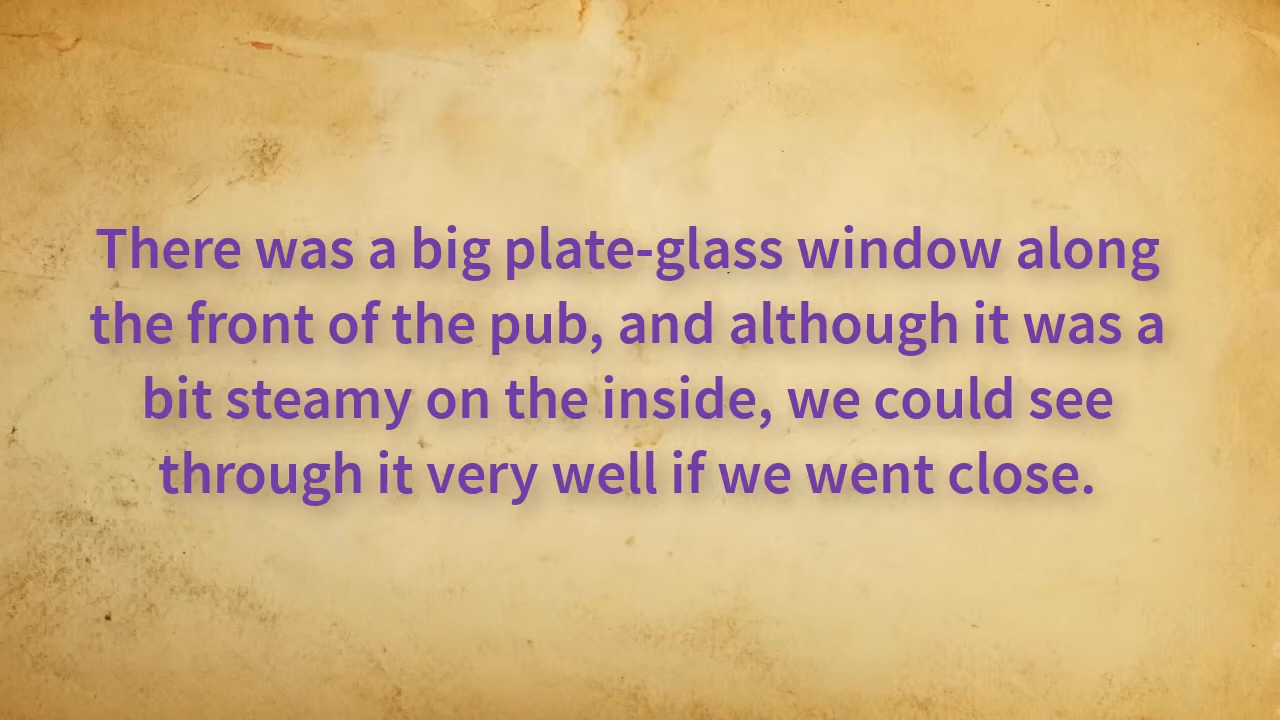 There was a big plate-glass window along
the front of the pub, and although it was a
bit steamy on the inside, we could see
through it very well if we went close.